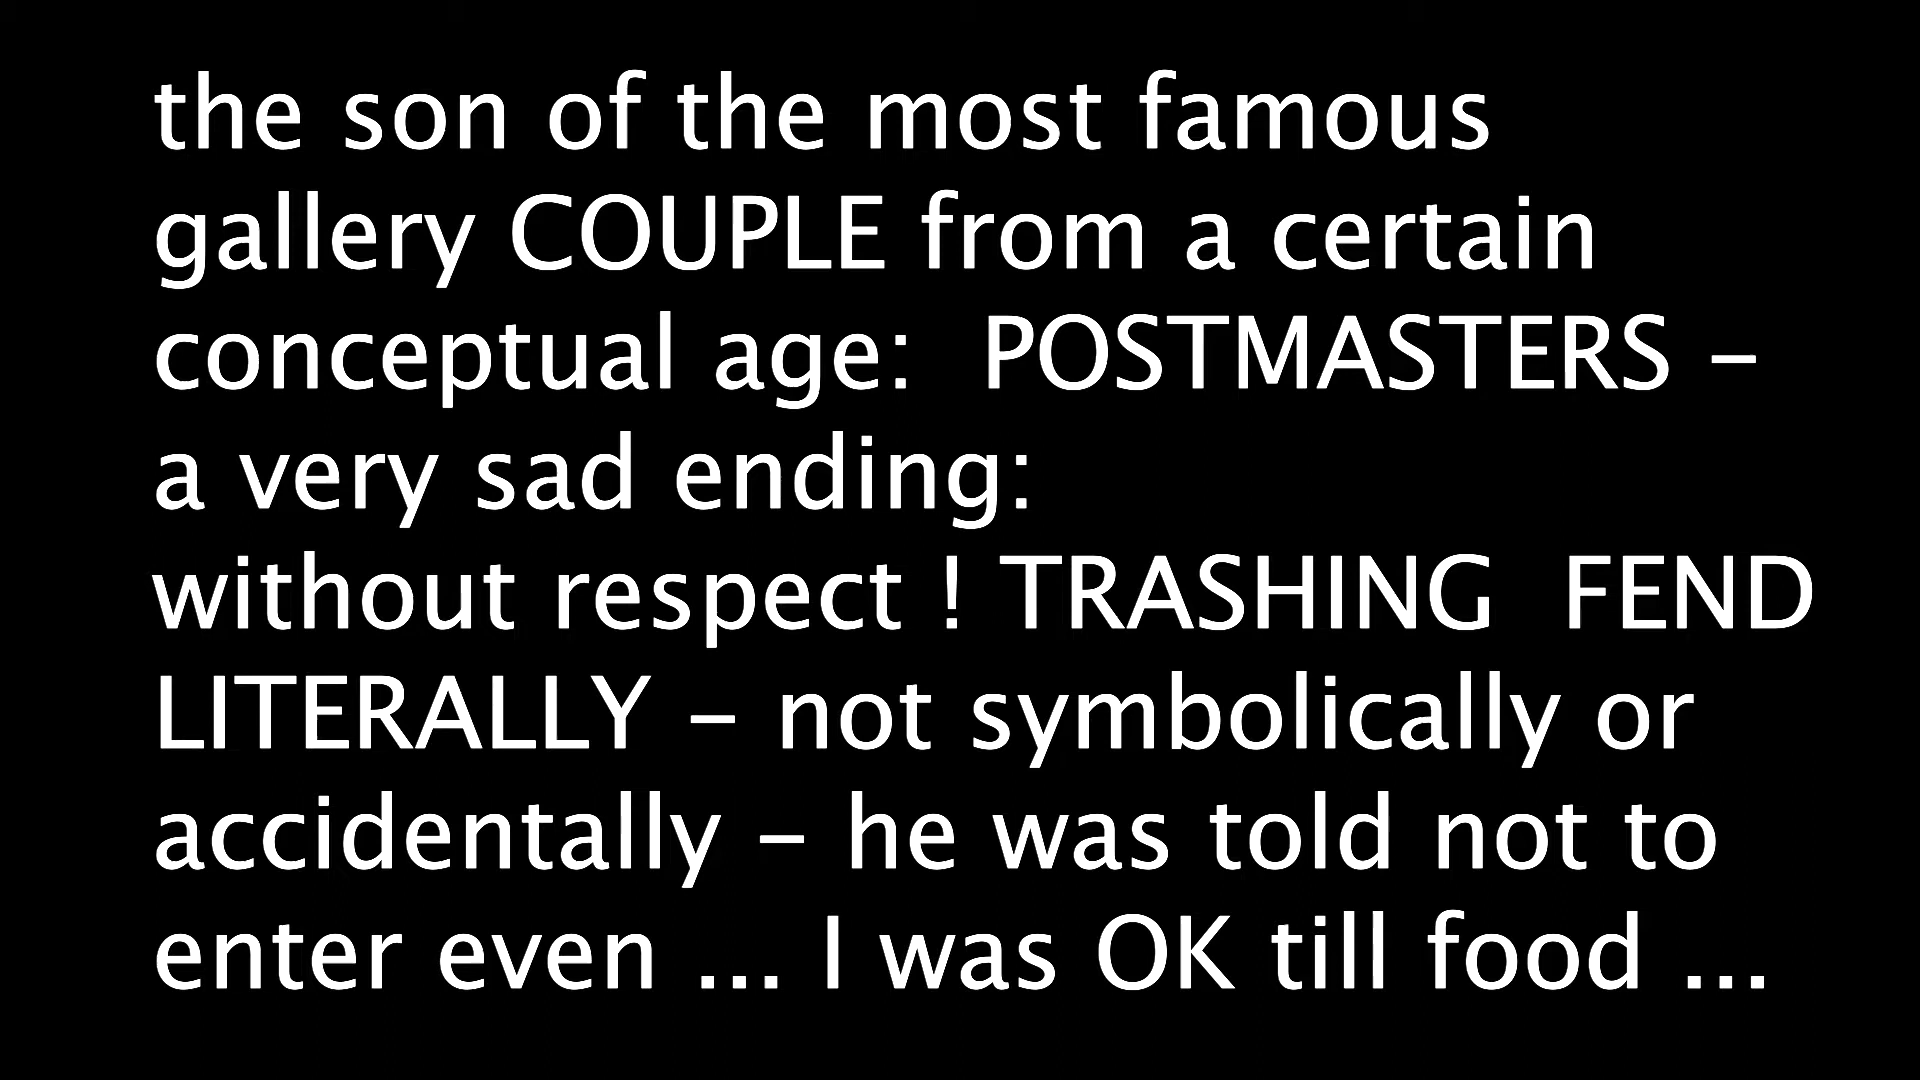 the son of the most famous
gallery COUPLE from a certain
conceptual age:  POSTMASTERS –
a very sad ending:
without respect ! TRASHING  FEND
LITERALLY – not symbolically or
accidentally – he was told not to
enter even ... I was OK till food ...